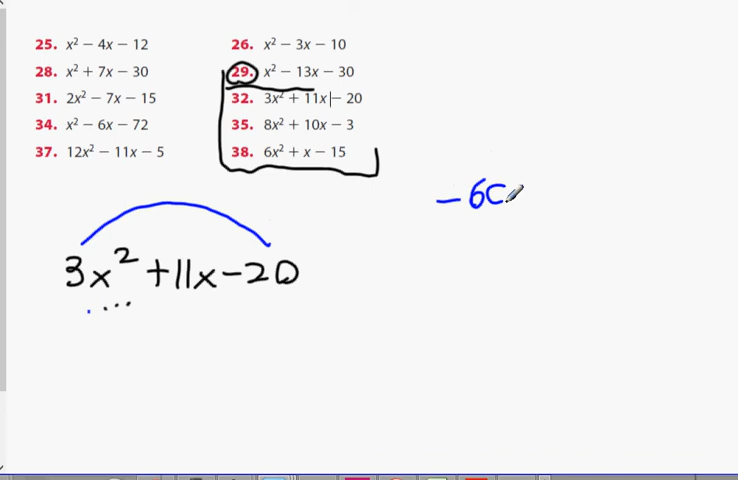 25. x² − 4x − 12
26. x² − 3x − 10
28. x² + 7x − 30
29. x² − 13x − 30
31. 2x² − 7x − 15
32. 3x² + 11x − 20
34. x² − 6x − 72
35. 8x² + 10x − 3
37. 12x² − 11x − 5
38. 6x² + x − 15
− 6
3x² + 11x − 20